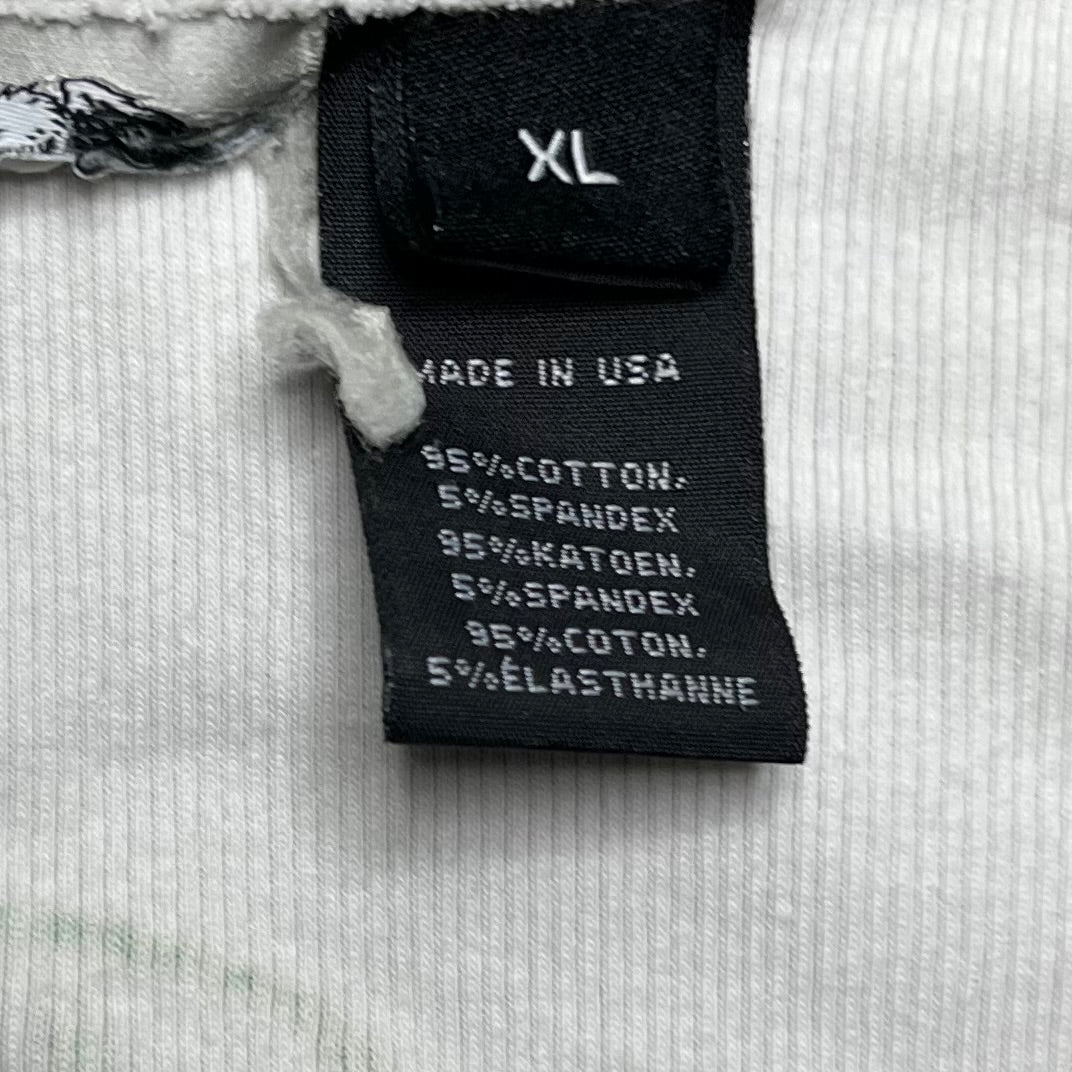 XL
MADE IN USA
95%COTTON.
5%SPANDEX
95%KATOEN.
5%SPANDEX
95%COTON.
5%ÉLASTHANNE